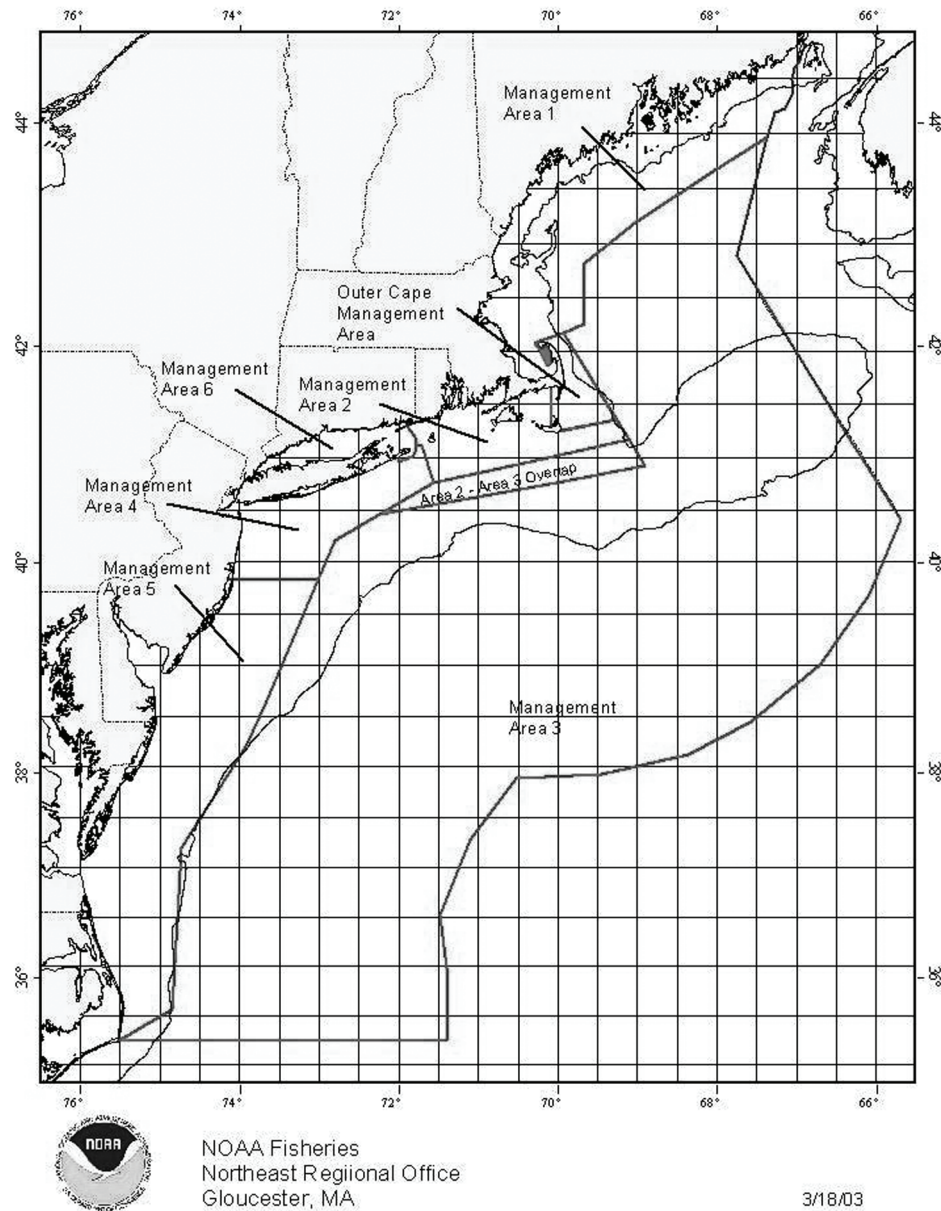 76° 74° 72° 70° 68° 66°
44° 44°
42° 42°
40° 40°
38° 38°
36° 36°
Management
Area 1
Outer Cape
Management
Area
Management
Area 6
Management
Area 2
Management
Area 4
Area 2 - Area 3 Overlap
Management
Area 5
Management
Area 3
76° 74° 72° 70° 68° 66°
NOAA
NOAA Fisheries
Northeast Regiional Office
Gloucester, MA
3/18/03